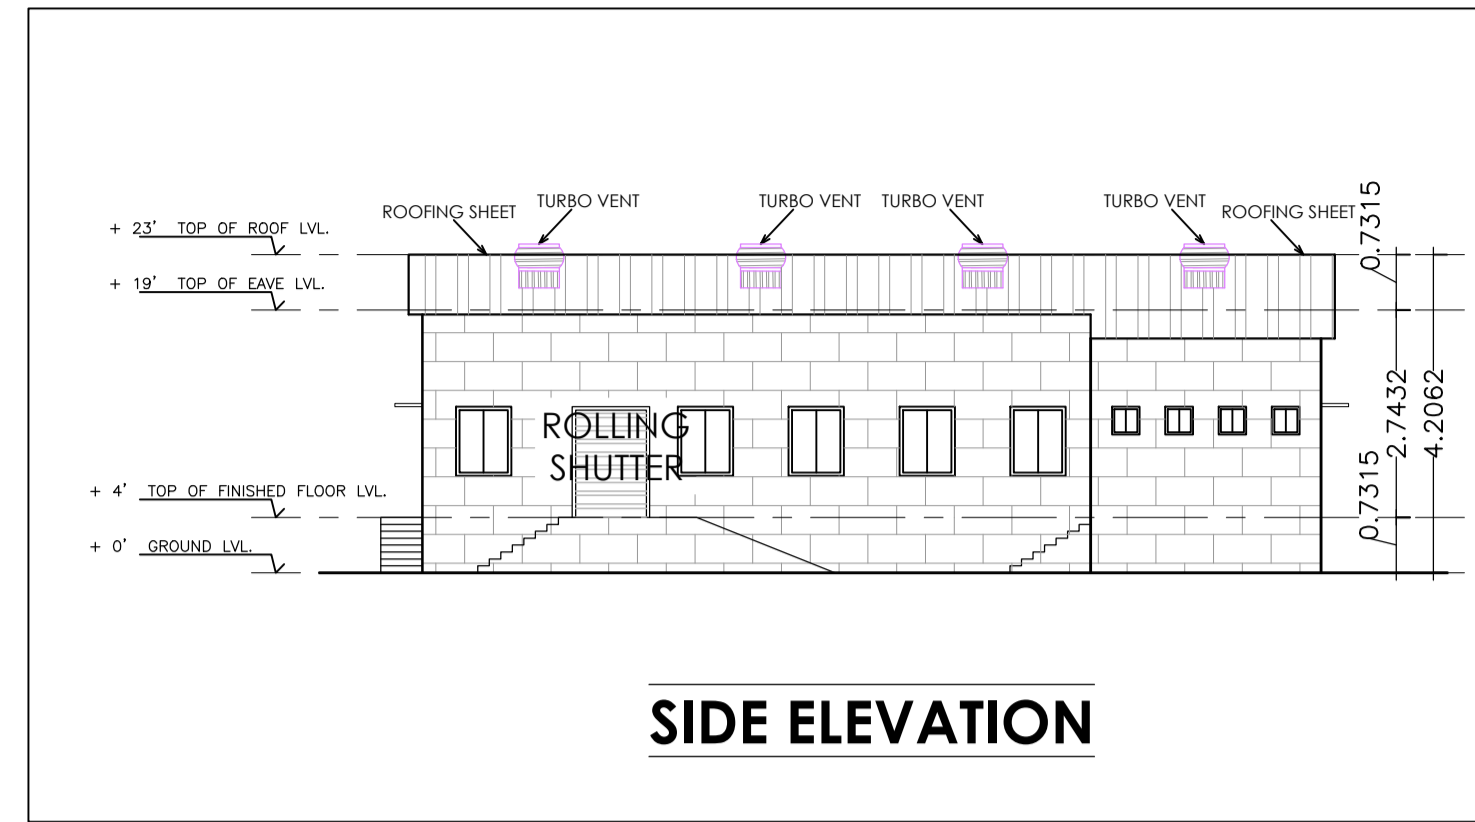 ROOFING SHEET
TURBO VENT
TURBO VENT
TURBO VENT
TURBO VENT
ROOFING SHEET
+ 23' TOP OF ROOF LVL.
+ 19' TOP OF EAVE LVL.
0.7315
ROLLING
SHUTTER
2.7432
4.2062
+ 4' TOP OF FINISHED FLOOR LVL.
0.7315
+ 0' GROUND LVL.
SIDE ELEVATION